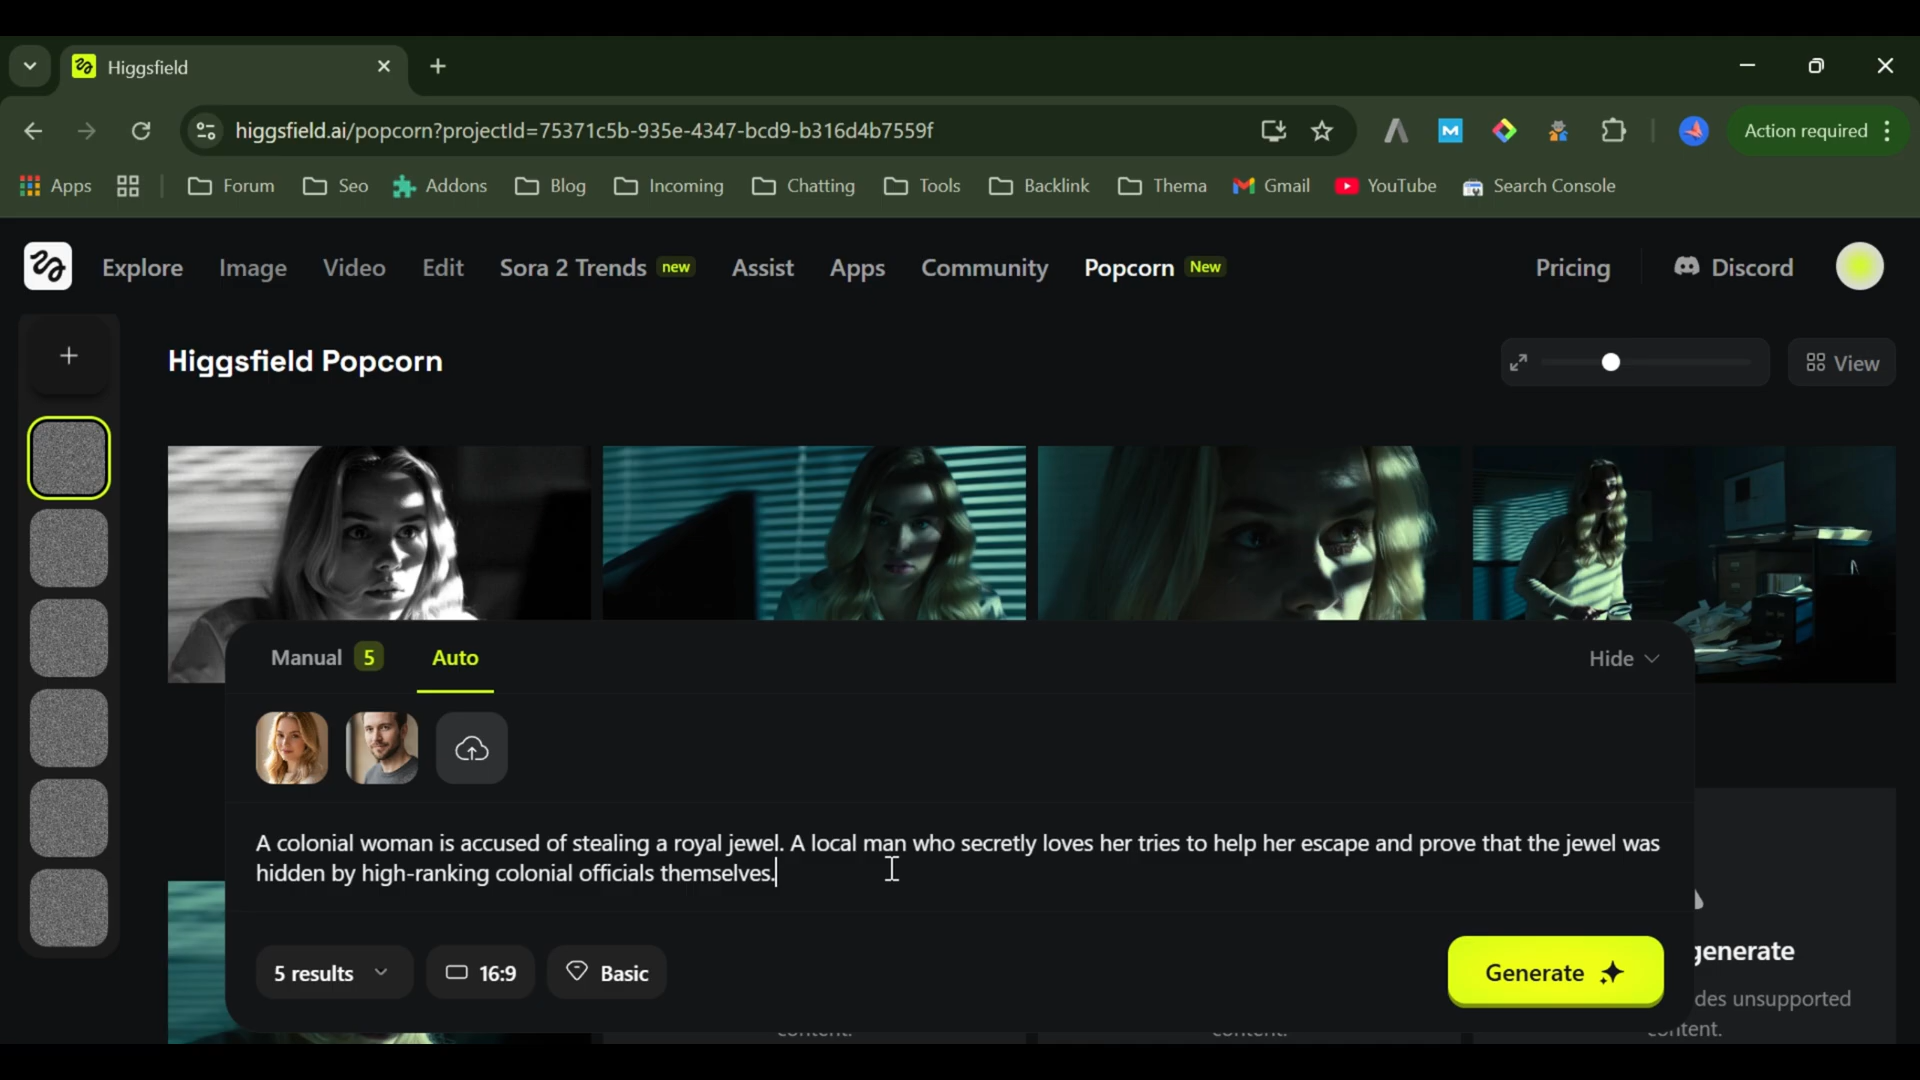 Higgsfield
higgsfield.ai/popcorn?projectId=75371c5b-935e-4347-bcd9-b316d4b7559f
Action required
Apps
Forum
Seo
Addons
Blog
Incoming
Chatting
Tools
Backlink
Thema
Gmail
YouTube
Search Console
Explore
Image
Video
Edit
Sora 2 Trends new
Assist
Apps
Community
Popcorn New
Pricing
Discord
Higgsfield Popcorn
View
Manual 5
Auto
Hide
A colonial woman is accused of stealing a royal jewel. A local man who secretly loves her tries to help her escape and prove that the jewel was
hidden by high-ranking colonial officials themselves.
5 results
16:9
Basic
Generate
generate
des unsupported
content.
content.
content.